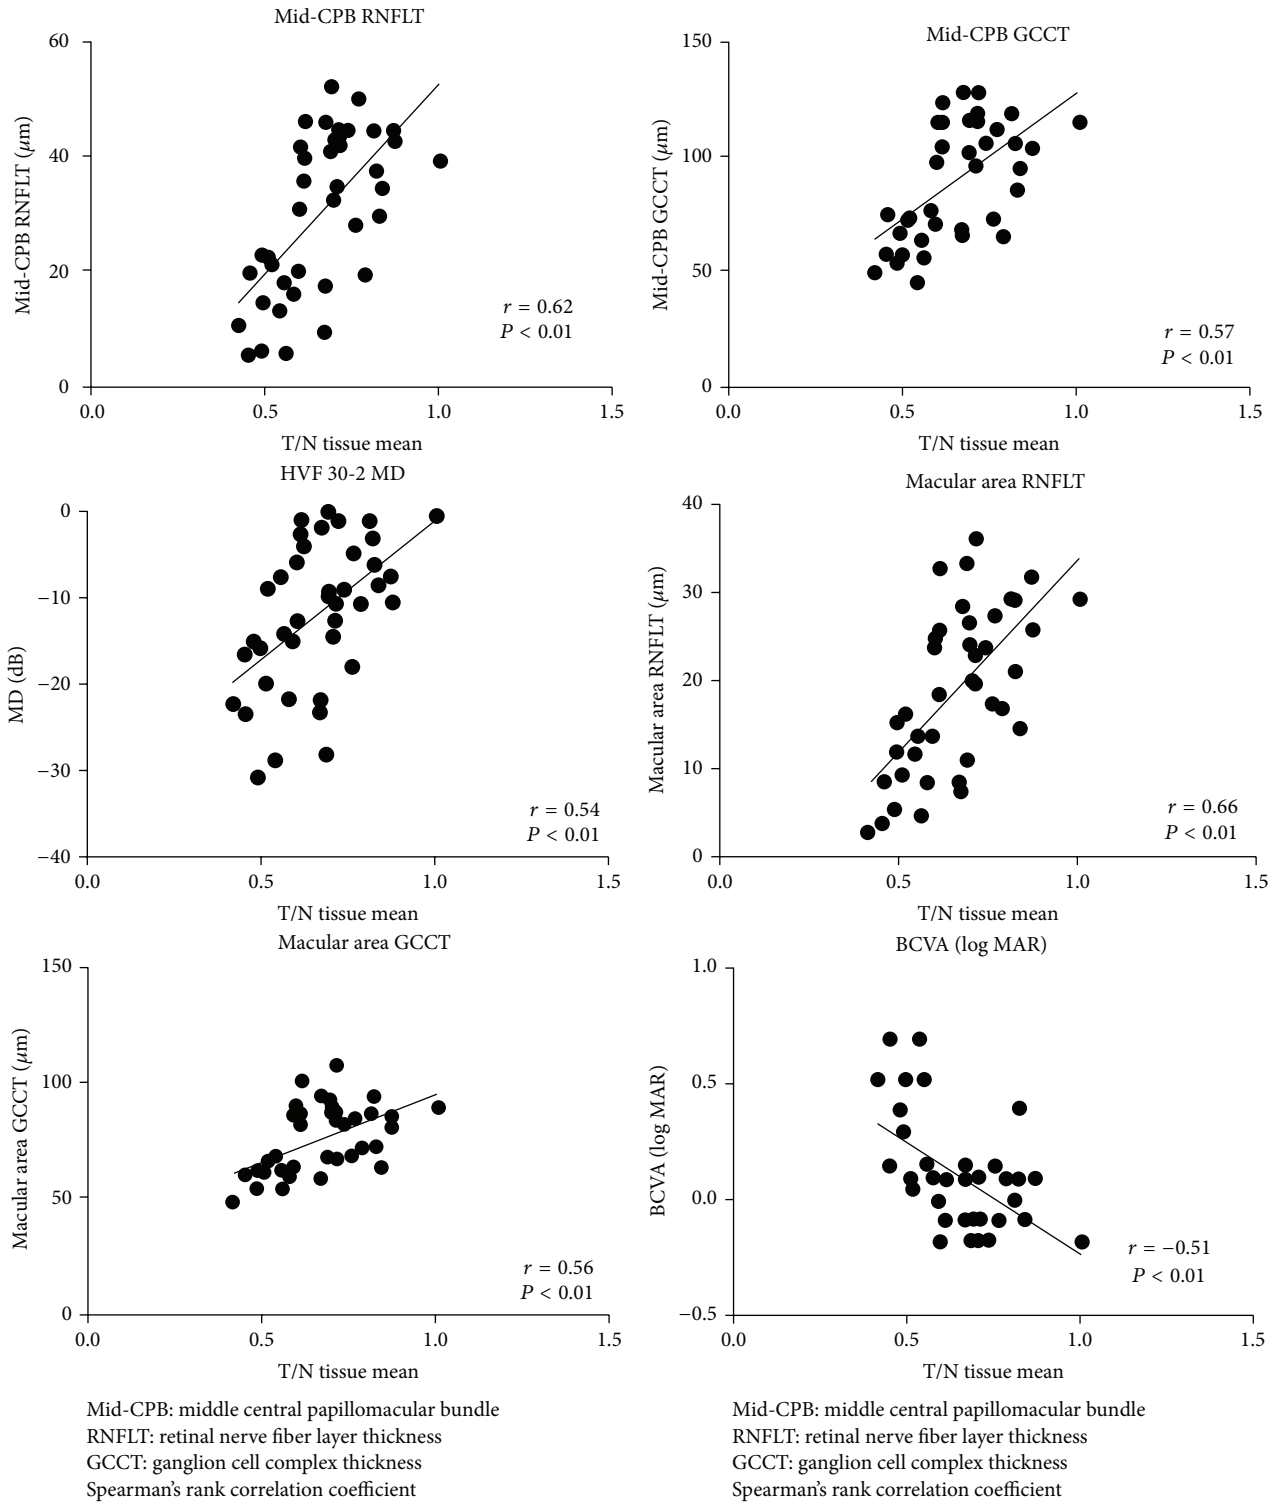 Mid-CPB RNFLT
60
40
20
0
Mid-CPB RNFLT (μm)
r = 0.62
P < 0.01
0.0 0.5 1.0 1.5
T/N tissue mean
Mid-CPB GCCT
150
100
50
0
Mid-CPB GCCT (μm)
r = 0.57
P < 0.01
0.0 0.5 1.0 1.5
T/N tissue mean
HVF 30-2 MD
0
−10
−20
−30
−40
MD (dB)
r = 0.54
P < 0.01
0.0 0.5 1.0 1.5
T/N tissue mean
Macular area RNFLT
40
30
20
10
0
Macular area RNFLT (μm)
r = 0.66
P < 0.01
0.0 0.5 1.0 1.5
T/N tissue mean
Macular area GCCT
150
100
50
0
Macular area GCCT (μm)
r = 0.56
P < 0.01
0.0 0.5 1.0 1.5
T/N tissue mean
BCVA (log MAR)
1.0
0.5
0.0
−0.5
BCVA (log MAR)
r = −0.51
P < 0.01
0.0 0.5 1.0 1.5
T/N tissue mean
Mid-CPB: middle central papillomacular bundle
RNFLT: retinal nerve fiber layer thickness
GCCT: ganglion cell complex thickness
Spearman's rank correlation coefficient
Mid-CPB: middle central papillomacular bundle
RNFLT: retinal nerve fiber layer thickness
GCCT: ganglion cell complex thickness
Spearman's rank correlation coefficient